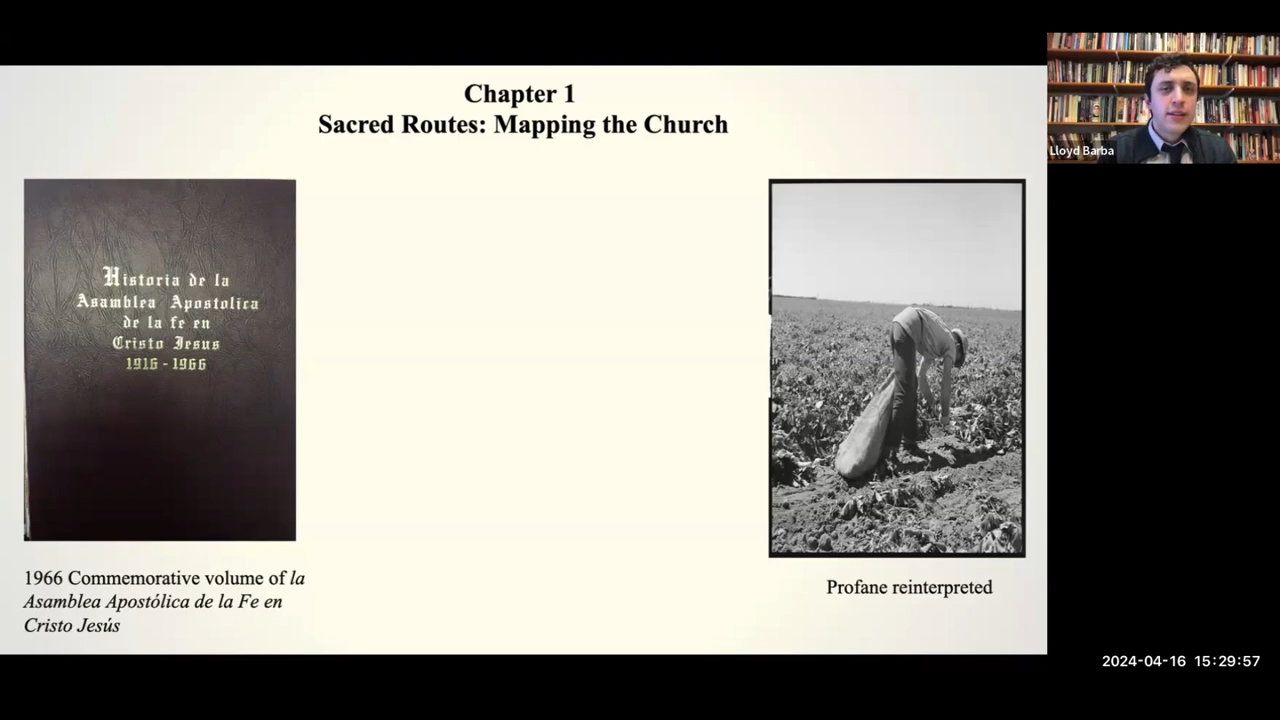 Chapter 1
Sacred Routes: Mapping the Church
Lloyd Barba
Historia de la
Asamblea Apostolica
de la fe en
Cristo Jesus
1916 - 1966
1966 Commemorative volume of la
Asamblea Apostólica de la Fe en
Cristo Jesús
Profane reinterpreted
2024-04-16 15:29:57